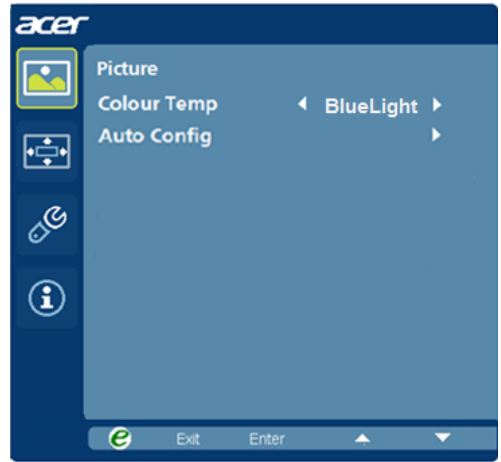 acer
Picture
Colour Temp BlueLight
Auto Config
e Exit Enter